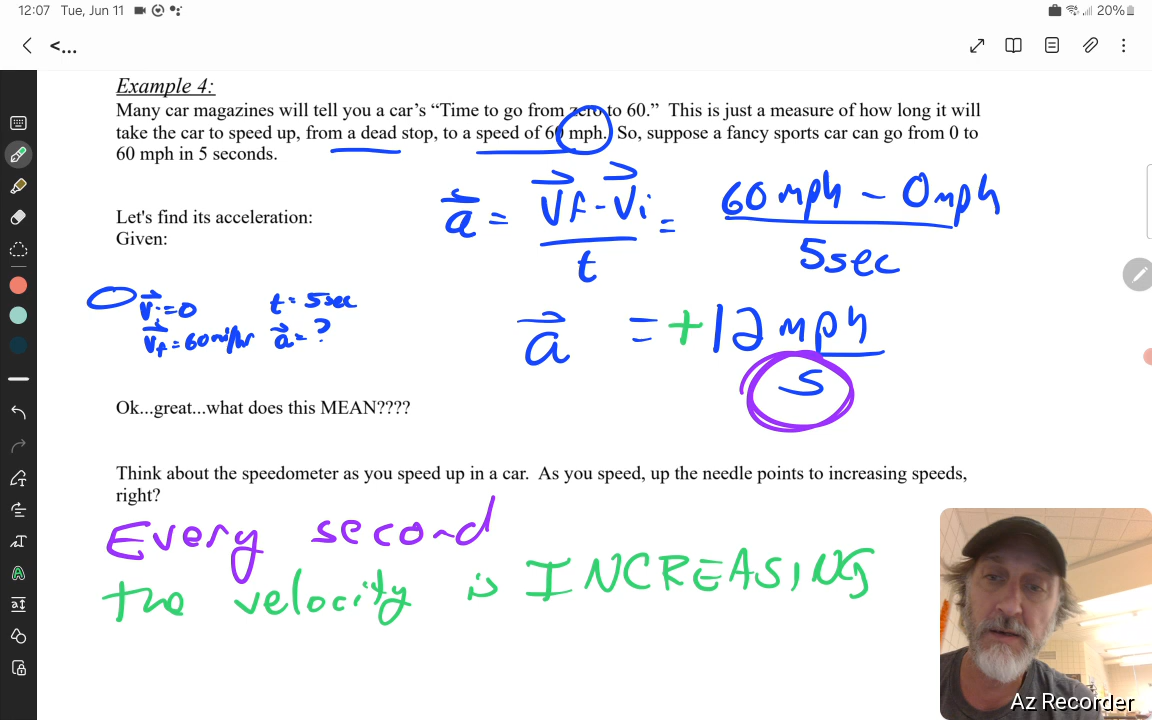 12:07 Tue, Jun 11
20%
<...
Example 4:
Many car magazines will tell you a car's “Time to go from zero to 60.” This is just a measure of how long it will
take the car to speed up, from a dead stop, to a speed of 60 mph. So, suppose a fancy sports car can go from 0 to
60 mph in 5 seconds.
a = Vf - Vi / t = 60 mph - 0 mph / 5 sec
Let's find its acceleration:
Given:
Vi = 0 t = 5 sec
Vf = 60 mi/hr a = ?
a = +12 mph / s
Ok...great...what does this MEAN????
Think about the speedometer as you speed up in a car. As you speed, up the needle points to increasing speeds,
right?
Every second
the velocity is INCREASING
Az Recorder